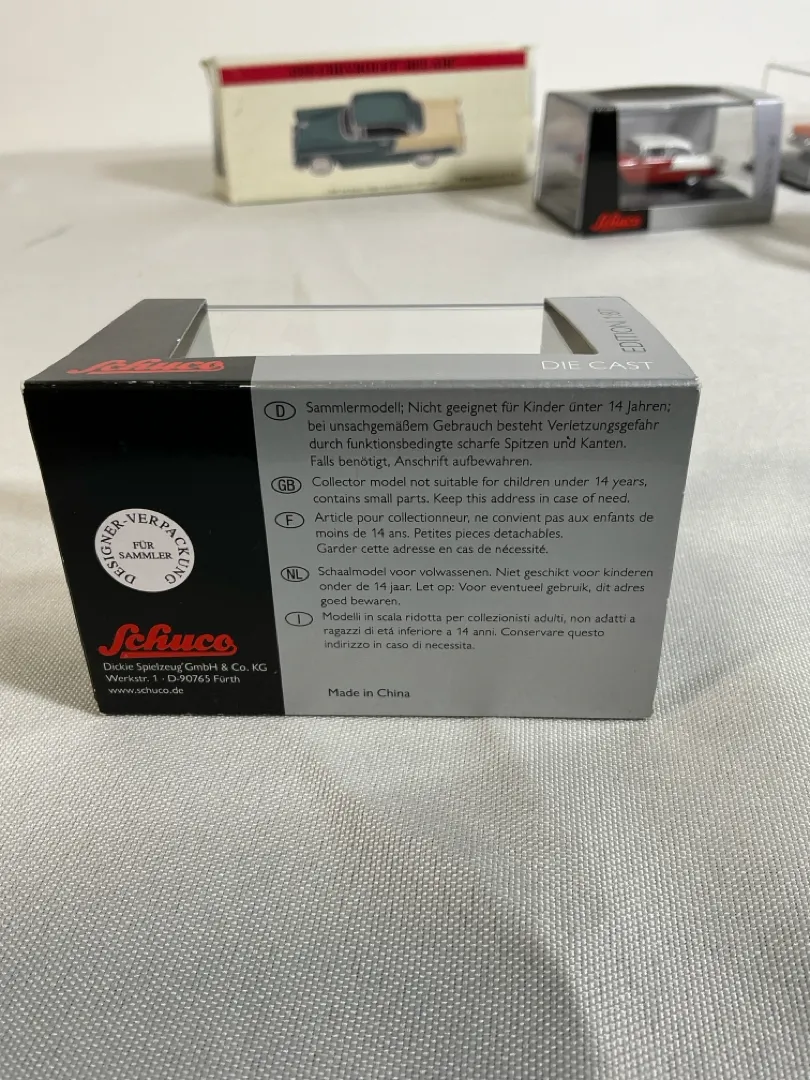 Schuco
Schuco
EDITION 1:87
DIE CAST
D Sammlermodell; Nicht geeignet für Kinder unter 14 Jahren;
bei unsachgemäßem Gebrauch besteht Verletzungsgefahr
durch funktionsbedingte scharfe Spitzen und Kanten.
Falls benötigt, Anschrift aufbewahren.
GB Collector model not suitable for children under 14 years,
contains small parts. Keep this address in case of need.
F Article pour collectionneur, ne convient pas aux enfants de
moins de 14 ans. Petites pieces detachables.
Garder cette adresse en cas de nécessité.
NL Schaalmodel voor volwassenen. Niet geschikt voor kinderen
onder de 14 jaar. Let op: Voor eventueel gebruik, dit adres
goed bewaren.
I Modelli in scala ridotta per collezionisti adulti, non adatti a
ragazzi di etá inferiore a 14 anni. Conservare questo
indirizzo in caso di necessita.
Made in China
DESIGNER-VERPACKUNG
FÜR
SAMMLER
Schuco
Dickie Spielzeug GmbH & Co. KG
Werkstr. 1 · D-90765 Fürth
www.schuco.de